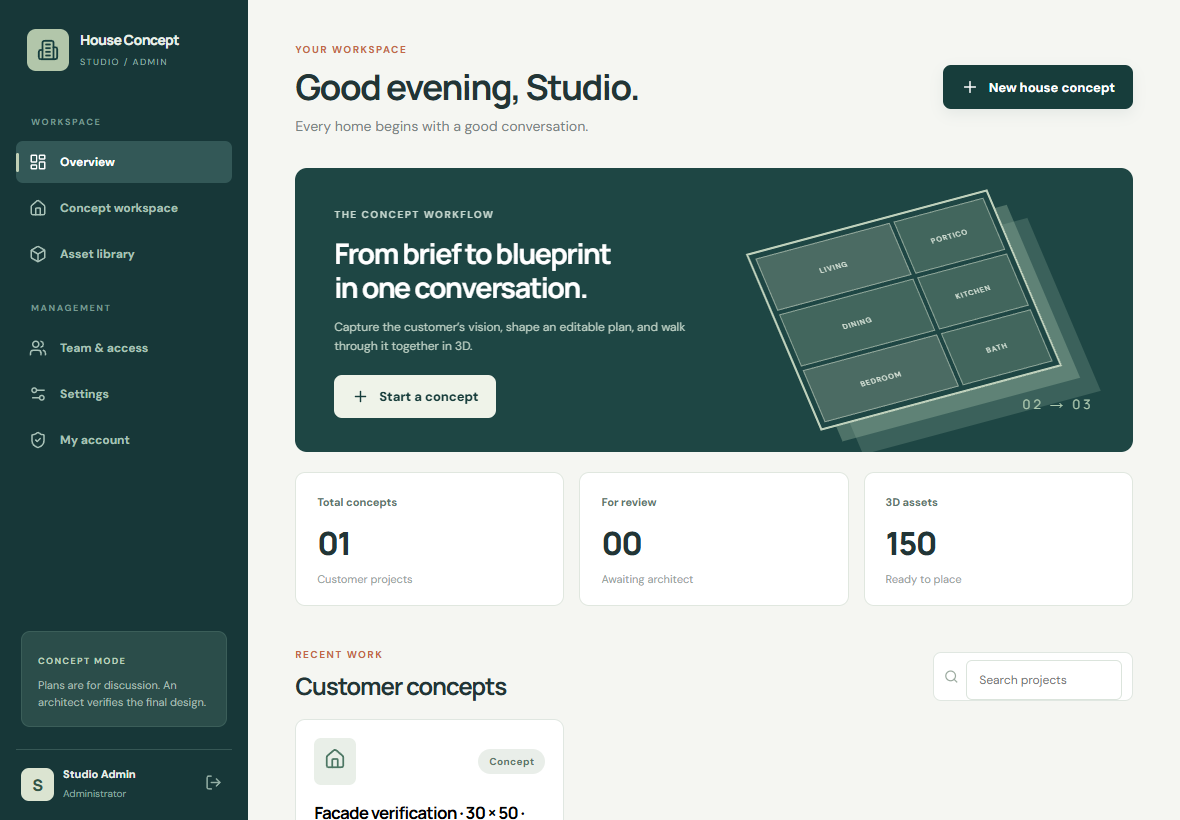 House Concept
STUDIO / ADMIN
WORKSPACE
Overview
Concept workspace
Asset library
MANAGEMENT
Team & access
Settings
My account
CONCEPT MODE
Plans are for discussion. An
architect verifies the final design.
S
Studio Admin
Administrator
YOUR WORKSPACE
Good evening, Studio.
Every home begins with a good conversation.
New house concept
THE CONCEPT WORKFLOW
From brief to blueprint
in one conversation.
Capture the customer's vision, shape an editable plan, and walk
through it together in 3D.
Start a concept
LIVING
PORTICO
DINING
KITCHEN
BEDROOM
BATH
02 → 03
Total concepts
01
Customer projects
For review
00
Awaiting architect
3D assets
150
Ready to place
RECENT WORK
Customer concepts
Search projects
Concept
Facade verification · 30 × 50 ·